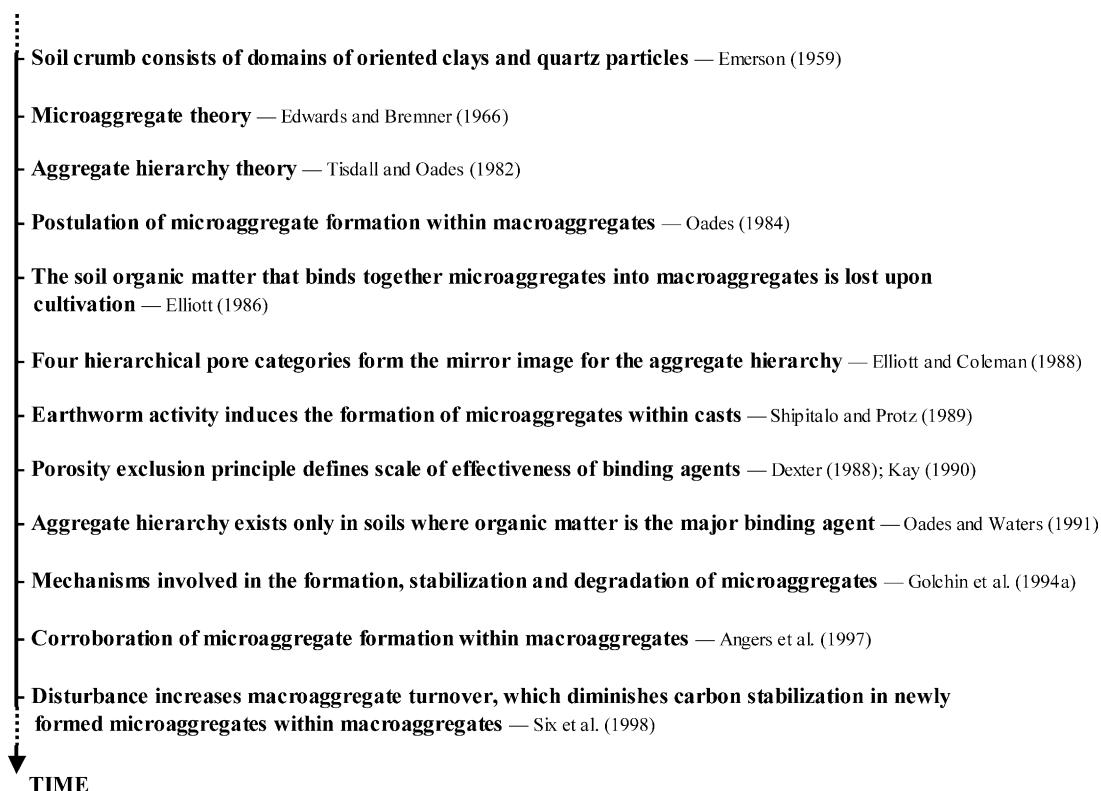 Soil crumb consists of domains of oriented clays and quartz particles — Emerson (1959)
Microaggregate theory — Edwards and Bremner (1966)
Aggregate hierarchy theory — Tisdall and Oades (1982)
Postulation of microaggregate formation within macroaggregates — Oades (1984)
The soil organic matter that binds together microaggregates into macroaggregates is lost upon
cultivation — Elliott (1986)
Four hierarchical pore categories form the mirror image for the aggregate hierarchy — Elliott and Coleman (1988)
Earthworm activity induces the formation of microaggregates within casts — Shipitalo and Protz (1989)
Porosity exclusion principle defines scale of effectiveness of binding agents — Dexter (1988); Kay (1990)
Aggregate hierarchy exists only in soils where organic matter is the major binding agent — Oades and Waters (1991)
Mechanisms involved in the formation, stabilization and degradation of microaggregates — Golchin et al. (1994a)
Corroboration of microaggregate formation within macroaggregates — Angers et al. (1997)
Disturbance increases macroaggregate turnover, which diminishes carbon stabilization in newly
formed microaggregates within macroaggregates — Six et al. (1998)
TIME